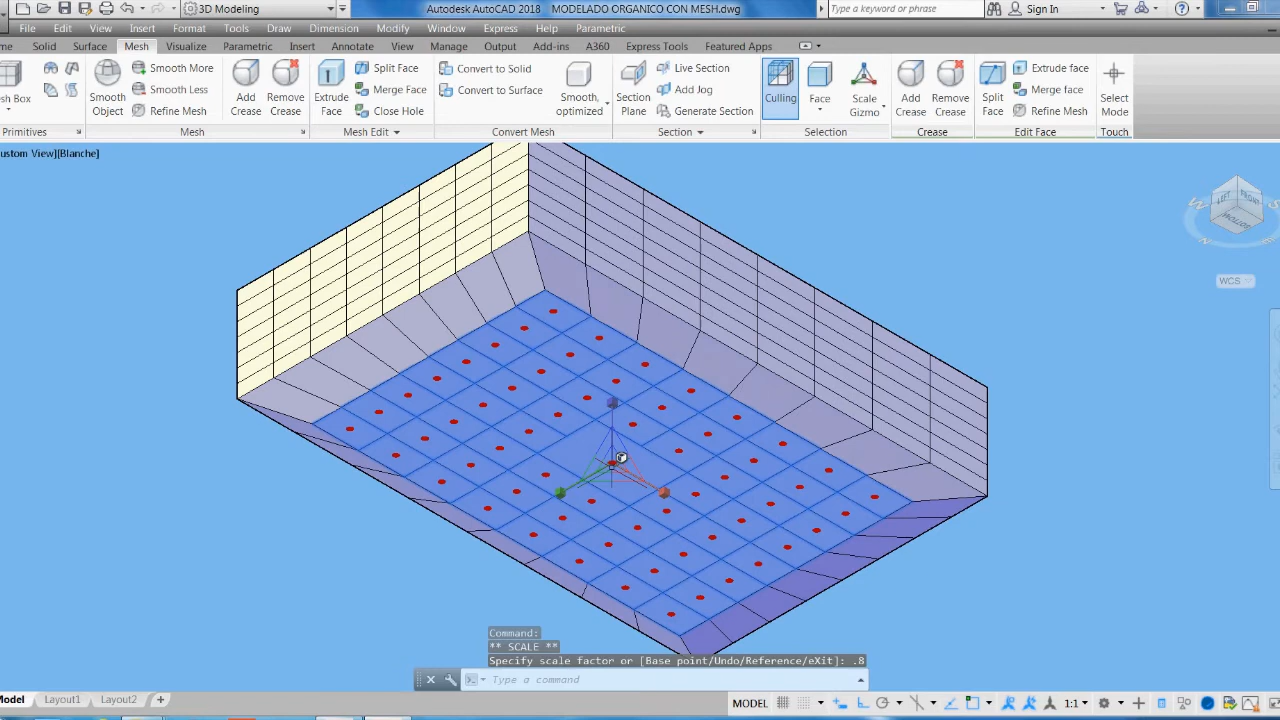 3D Modeling
Autodesk AutoCAD 2018 MODELADO ORGANICO CON MESH.dwg
Type a keyword or phrase
Sign In
File Edit View Insert Format Tools Draw Dimension Modify Window Express Help Parametric
me Solid Surface Mesh Visualize Parametric Insert Annotate View Manage Output Add-ins A360 Express Tools Featured Apps
Smooth More
Smooth Less
Refine Mesh
esh Box
Smooth Object
Add Crease
Remove Crease
Extrude Face
Split Face
Merge Face
Close Hole
Convert to Solid
Convert to Surface
Smooth, optimized
Section Plane
Live Section
Add Jog
Generate Section
Culling
Face
Scale Gizmo
Add Crease
Remove Crease
Split Face
Extrude face
Merge face
Refine Mesh
Select Mesh
Primitives
Mesh
Mesh Edit
Convert Mesh
Section
Selection
Crease
Edit Face
Touch
ustom View][Blanche]
LEFT
FRONT
W
S
WCS
Command:
** SCALE **
Specify scale factor or [Base point/Undo/Reference/eXit]: .8
Type a command
Model Layout1 Layout2 +
MODEL
1:1